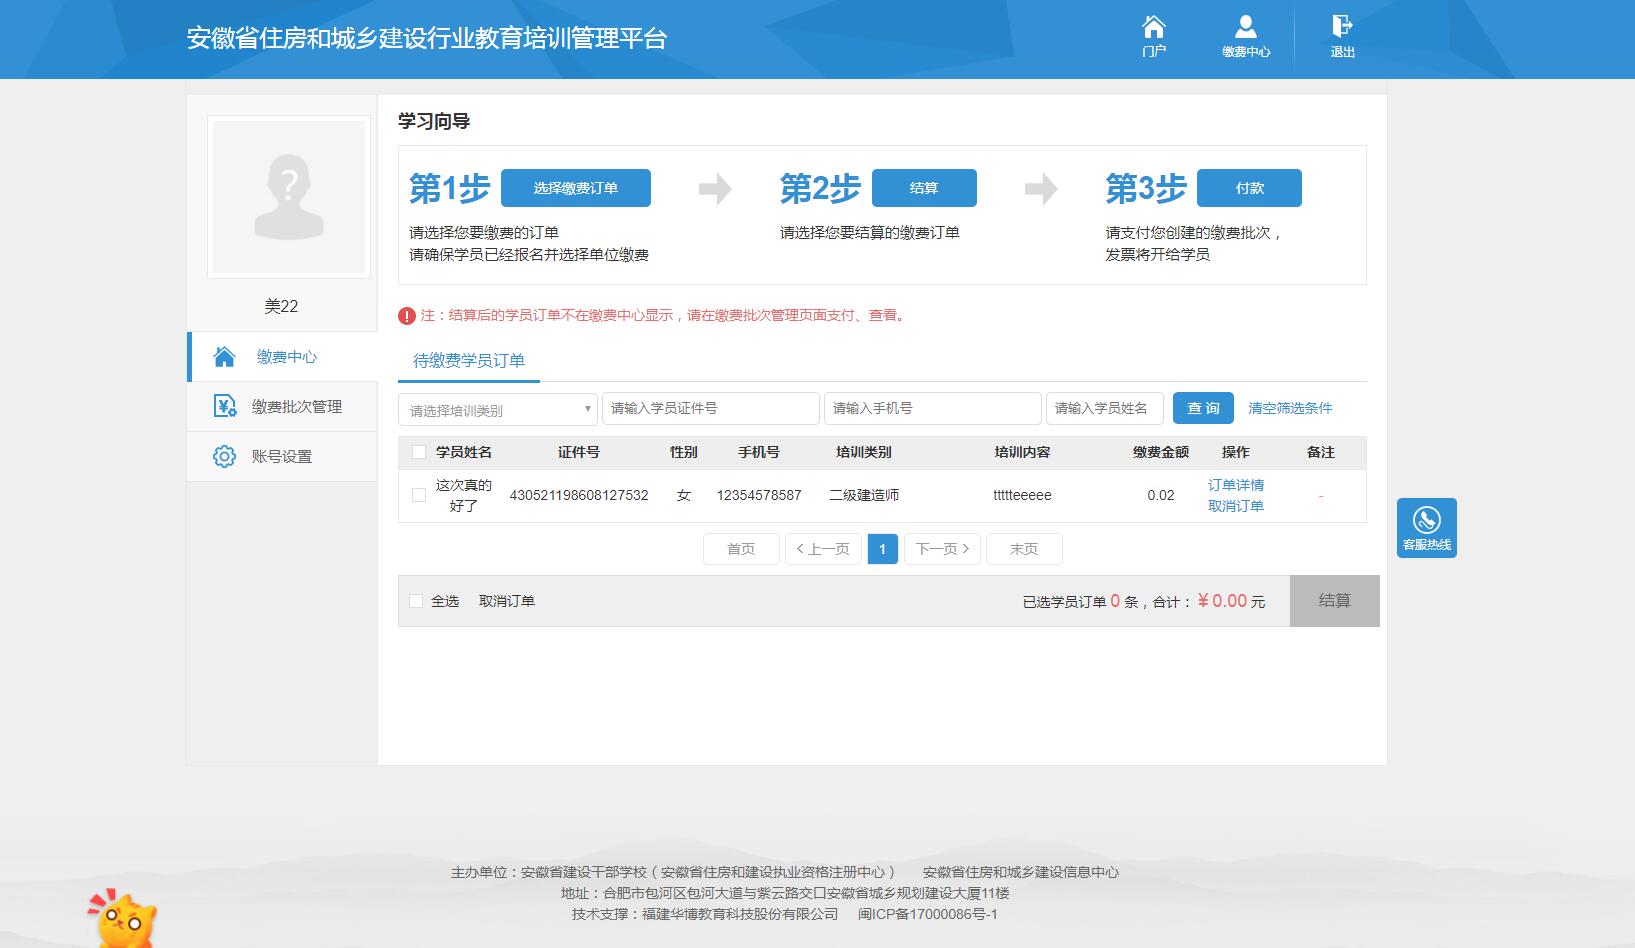 安徽省住房和城乡建设行业教育培训管理平台
门户 缴费中心 退出
学习向导
第1步 选择缴费订单 第2步 结算 第3步 付款
请选择您要缴费的订单 请选择您要结算的缴费订单 请支付您创建的缴费批次，
请确保学员已经报名并选择单位缴费 发票将开给学员
美22
注：结算后的学员订单不在缴费中心显示，请在缴费批次管理页面支付、查看。
缴费中心
缴费批次管理
账号设置
待缴费学员订单
请选择培训类别 请输入学员证件号 请输入手机号 请输入学员姓名 查 询 清空筛选条件
学员姓名 证件号 性别 手机号 培训类别 培训内容 缴费金额 操作 备注
这次真的 订单详情
430521198608127532 女 12354578587 二级建造师 ttttteeeee 0.02 -
好了 取消订单
首页 <上一页 1 下一页> 末页
全选 取消订单 已选学员订单 0 条，合计：¥ 0.00 元 结算
客服热线
主办单位：安徽省建设干部学校（安徽省住房和建设执业资格注册中心） 安徽省住房和城乡建设信息中心
地址：合肥市包河区包河大道与紫云路交口安徽省城乡规划建设大厦11楼
技术支撑：福建华博教育科技股份有限公司 闽ICP备17000086号-1